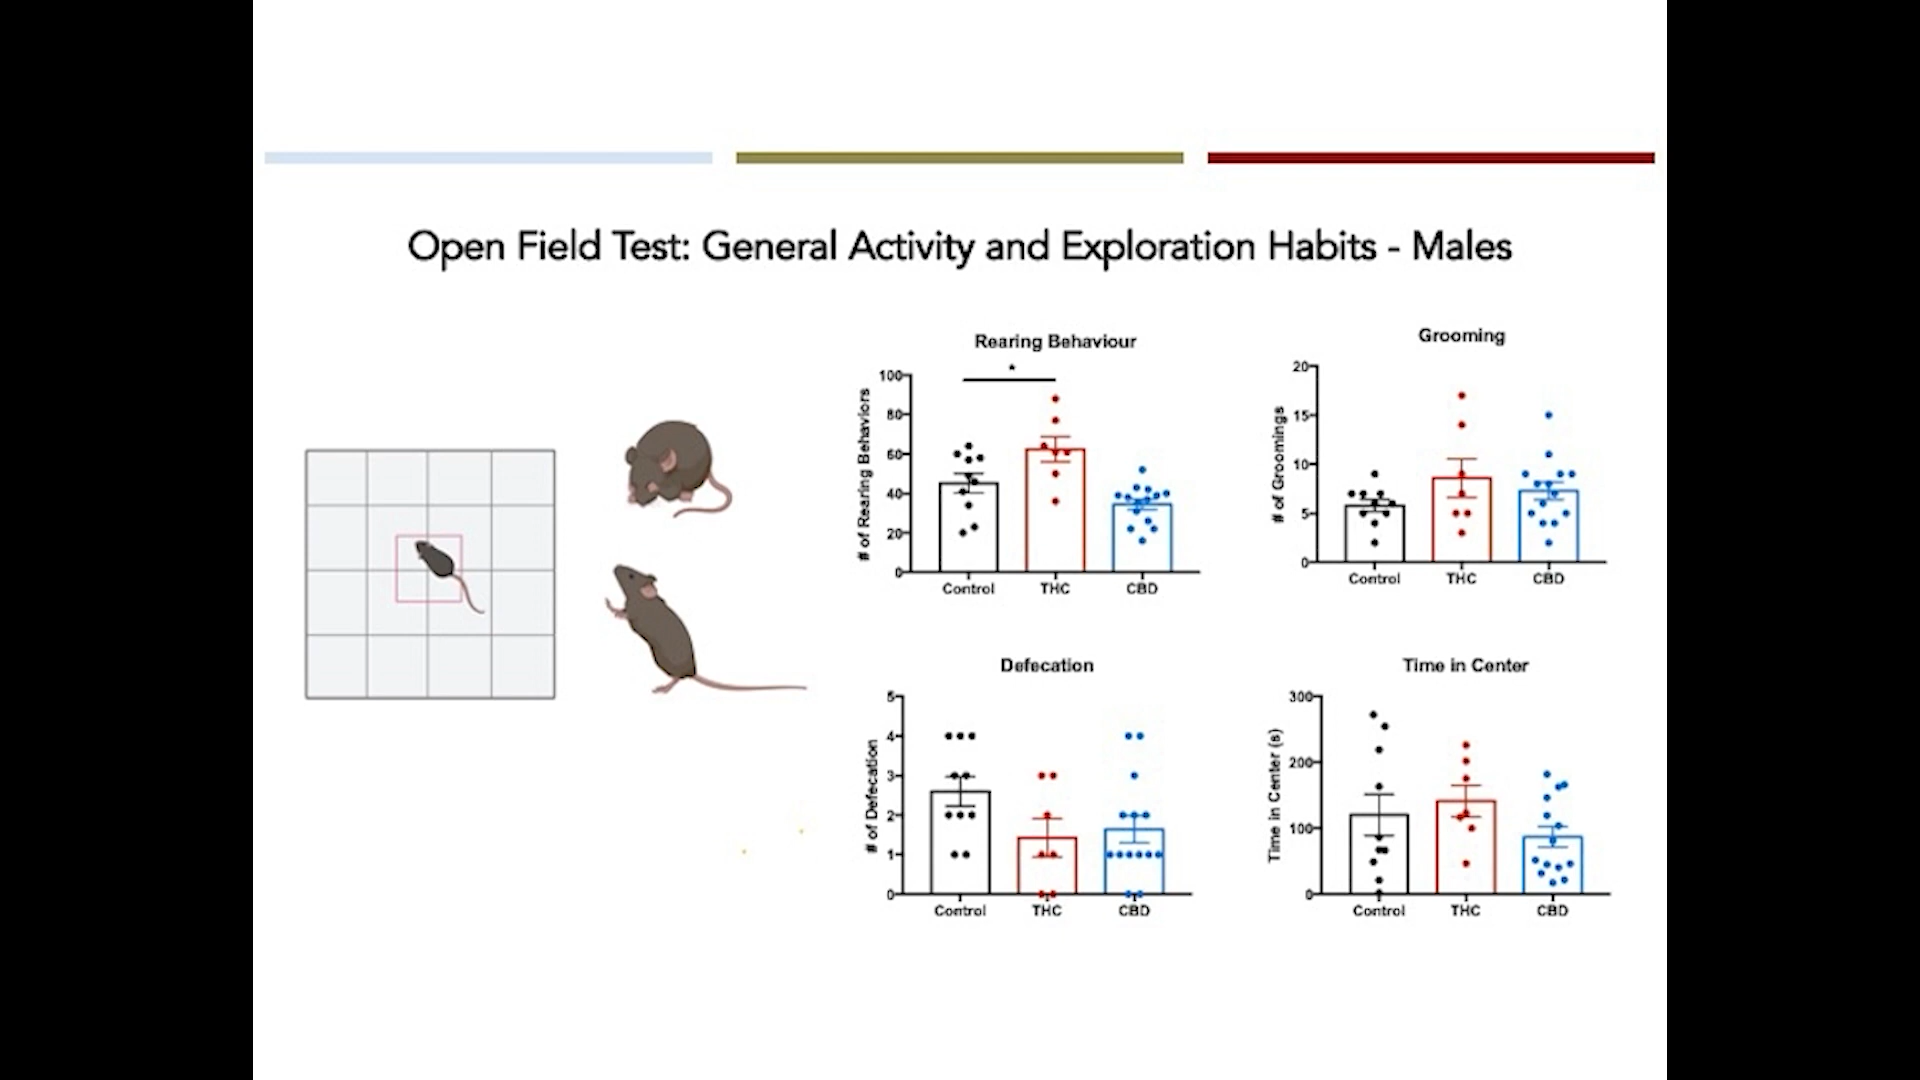 Open Field Test: General Activity and Exploration Habits - Males
Rearing Behaviour
*
# of Rearing Behaviors
100
80
60
40
20
0
Control THC CBD
Grooming
# of Groomings
20
15
10
5
0
Control THC CBD
Defecation
# of Defecation
5
4
3
2
1
0
Control THC CBD
Time in Center
Time in Center (s)
300
200
100
0
Control THC CBD